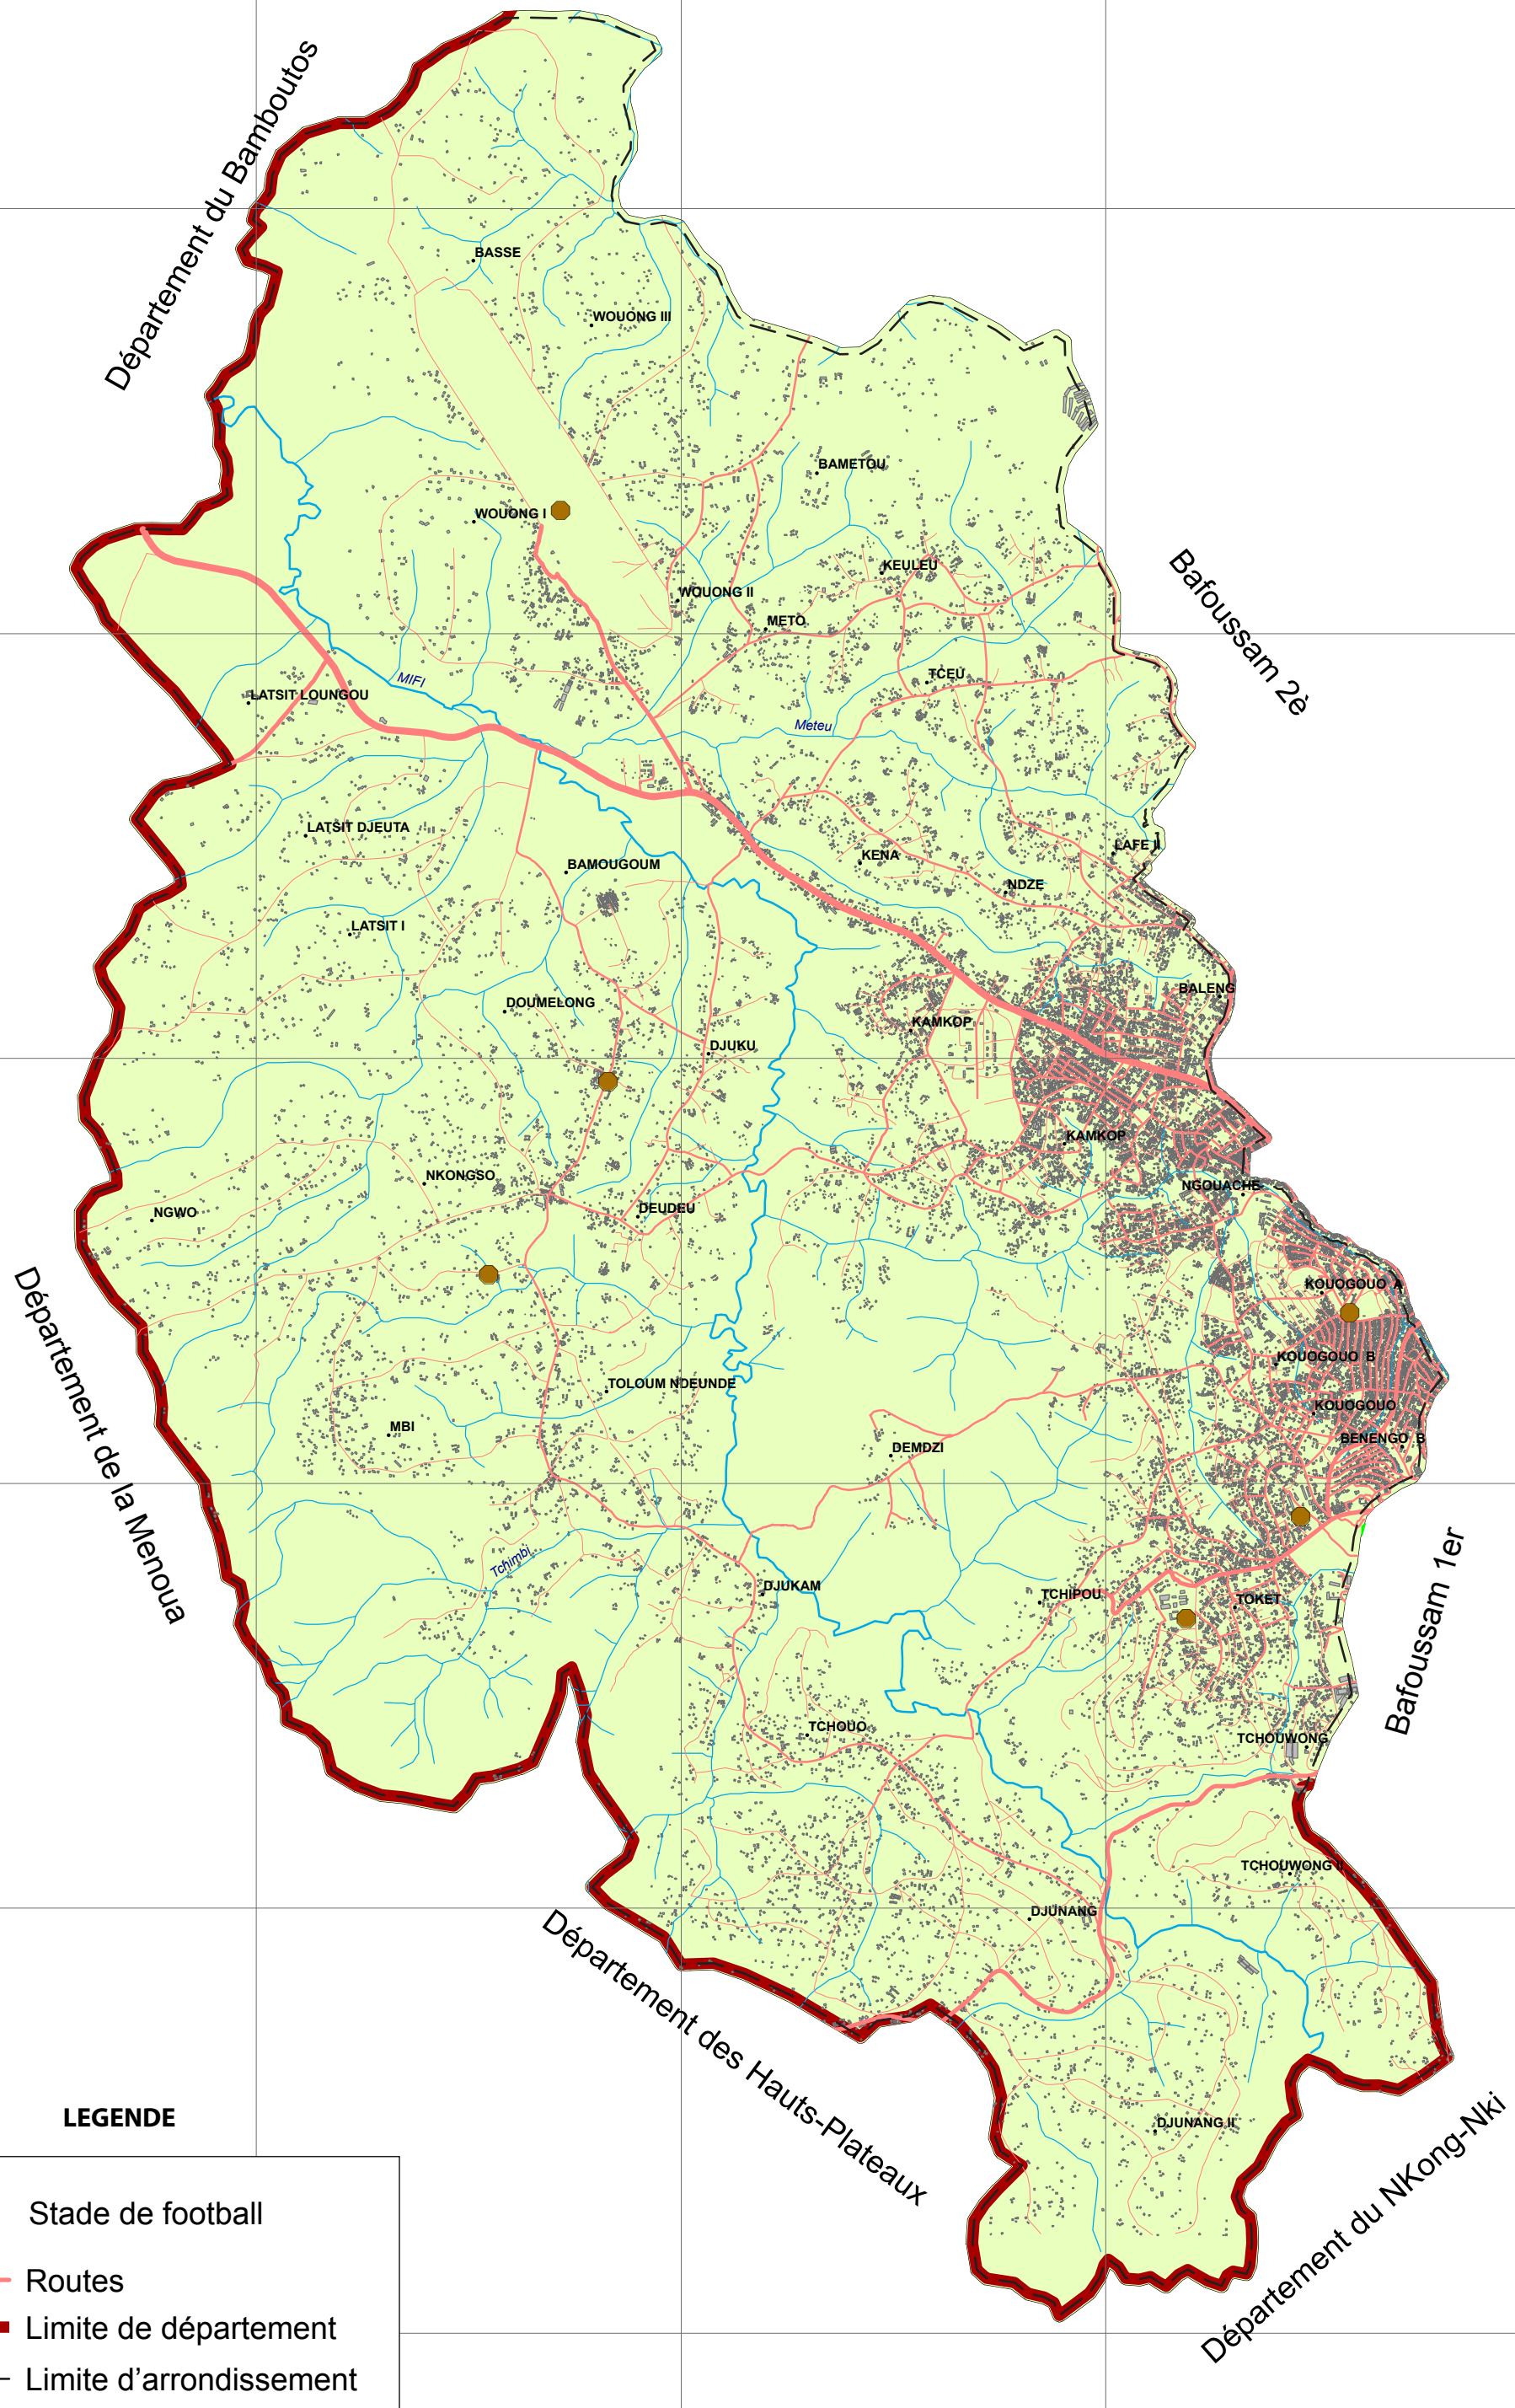 Département du Bamboutos
BASSE
WOUONG III
BAMETOU
WOUONG I
KEULEU
WOUONG II
METO
Bafoussam 2è
TCEU
MIFI
LATSIT LOUNGOU
Meteu
LATSIT DJEUTA
LAFE II
KENA
BAMOUGOUM
NDZE
LATSIT I
BALENG
DOUMELONG
KAMKOP
DJUKU
KAMKOP
NKONGSO
NGOUACHE
NGWO
DEUDEU
KOUOGOUO A
Département de la Menoua
KOUOGOUO B
TOLOUM NDEUNDE
KOUOGOUO
MBI
BENENGO B
DEMDZI
Tchimbi
DJUKAM
TCHIPOU
TOKET
Bafoussam 1er
TCHOUO
TCHOUWONG
TCHOUWONG II
DJUNANG
Département des Hauts-Plateaux
DJUNANG II
Département du NKong-Nki
LEGENDE
Stade de football
Routes
Limite de département
Limite d'arrondissement